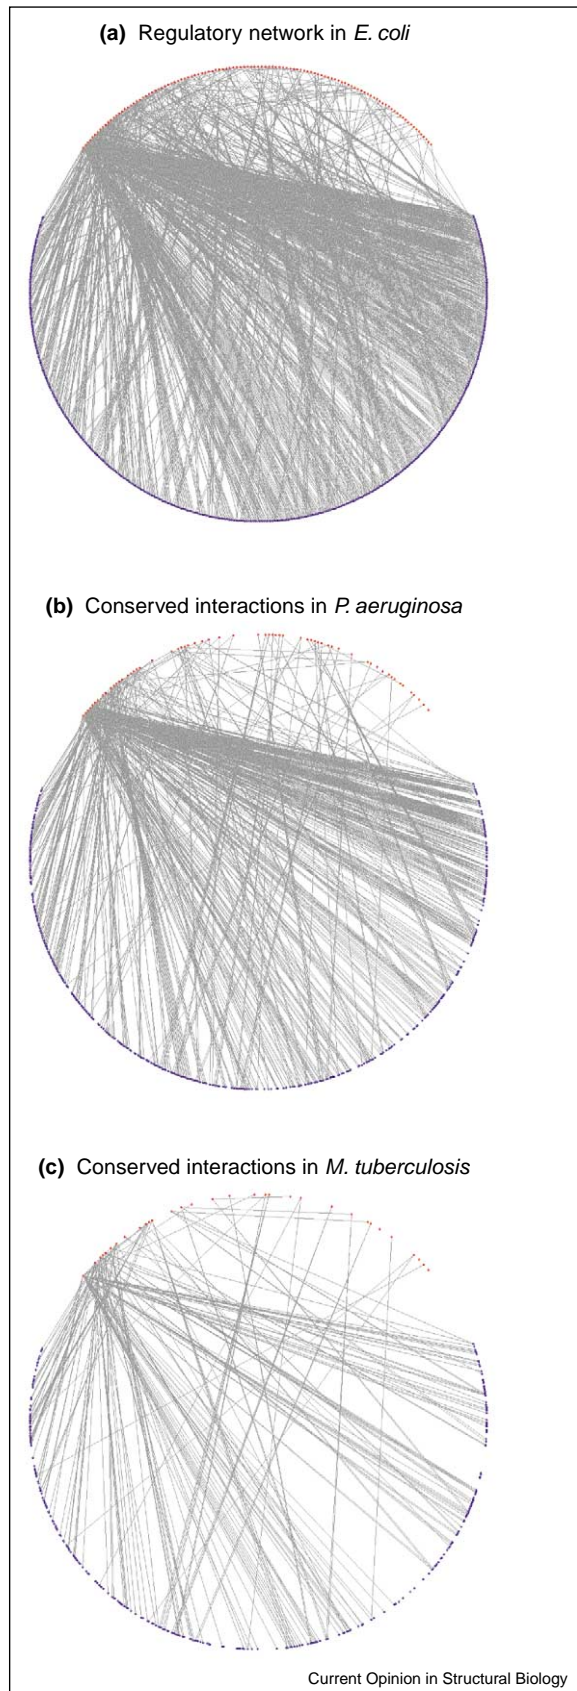 (a) Regulatory network in E. coli
(b) Conserved interactions in P. aeruginosa
(c) Conserved interactions in M. tuberculosis
Current Opinion in Structural Biology